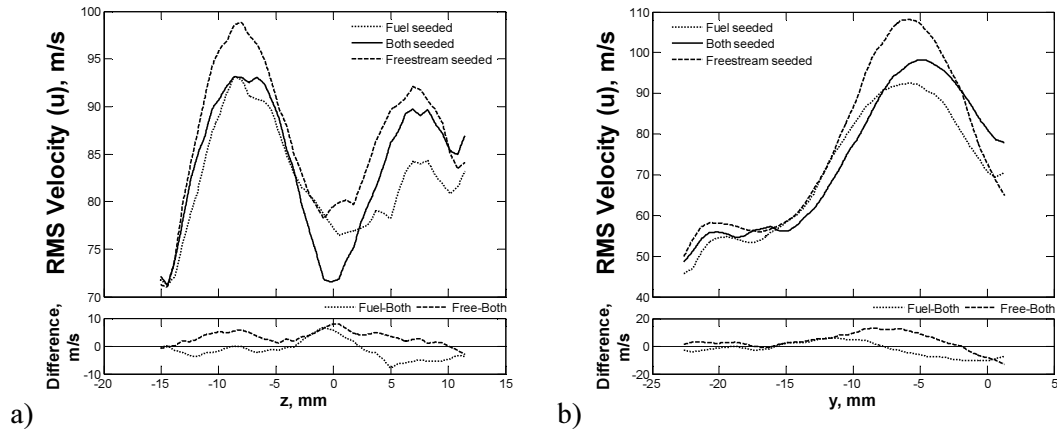 Fuel seeded
Both seeded
Freestream seeded
RMS Velocity (u), m/s
100
95
90
85
80
75
70
Fuel-Both Free-Both
Difference, m/s
10
0
-10
-20 -15 -10 -5 0 5 10 15
z, mm
a)
Fuel seeded
Both seeded
Freestream seeded
RMS Velocity (u), m/s
110
100
90
80
70
60
50
40
Fuel-Both Free-Both
Difference, m/s
20
0
-20
-25 -20 -15 -10 -5 0 5
y, mm
b)